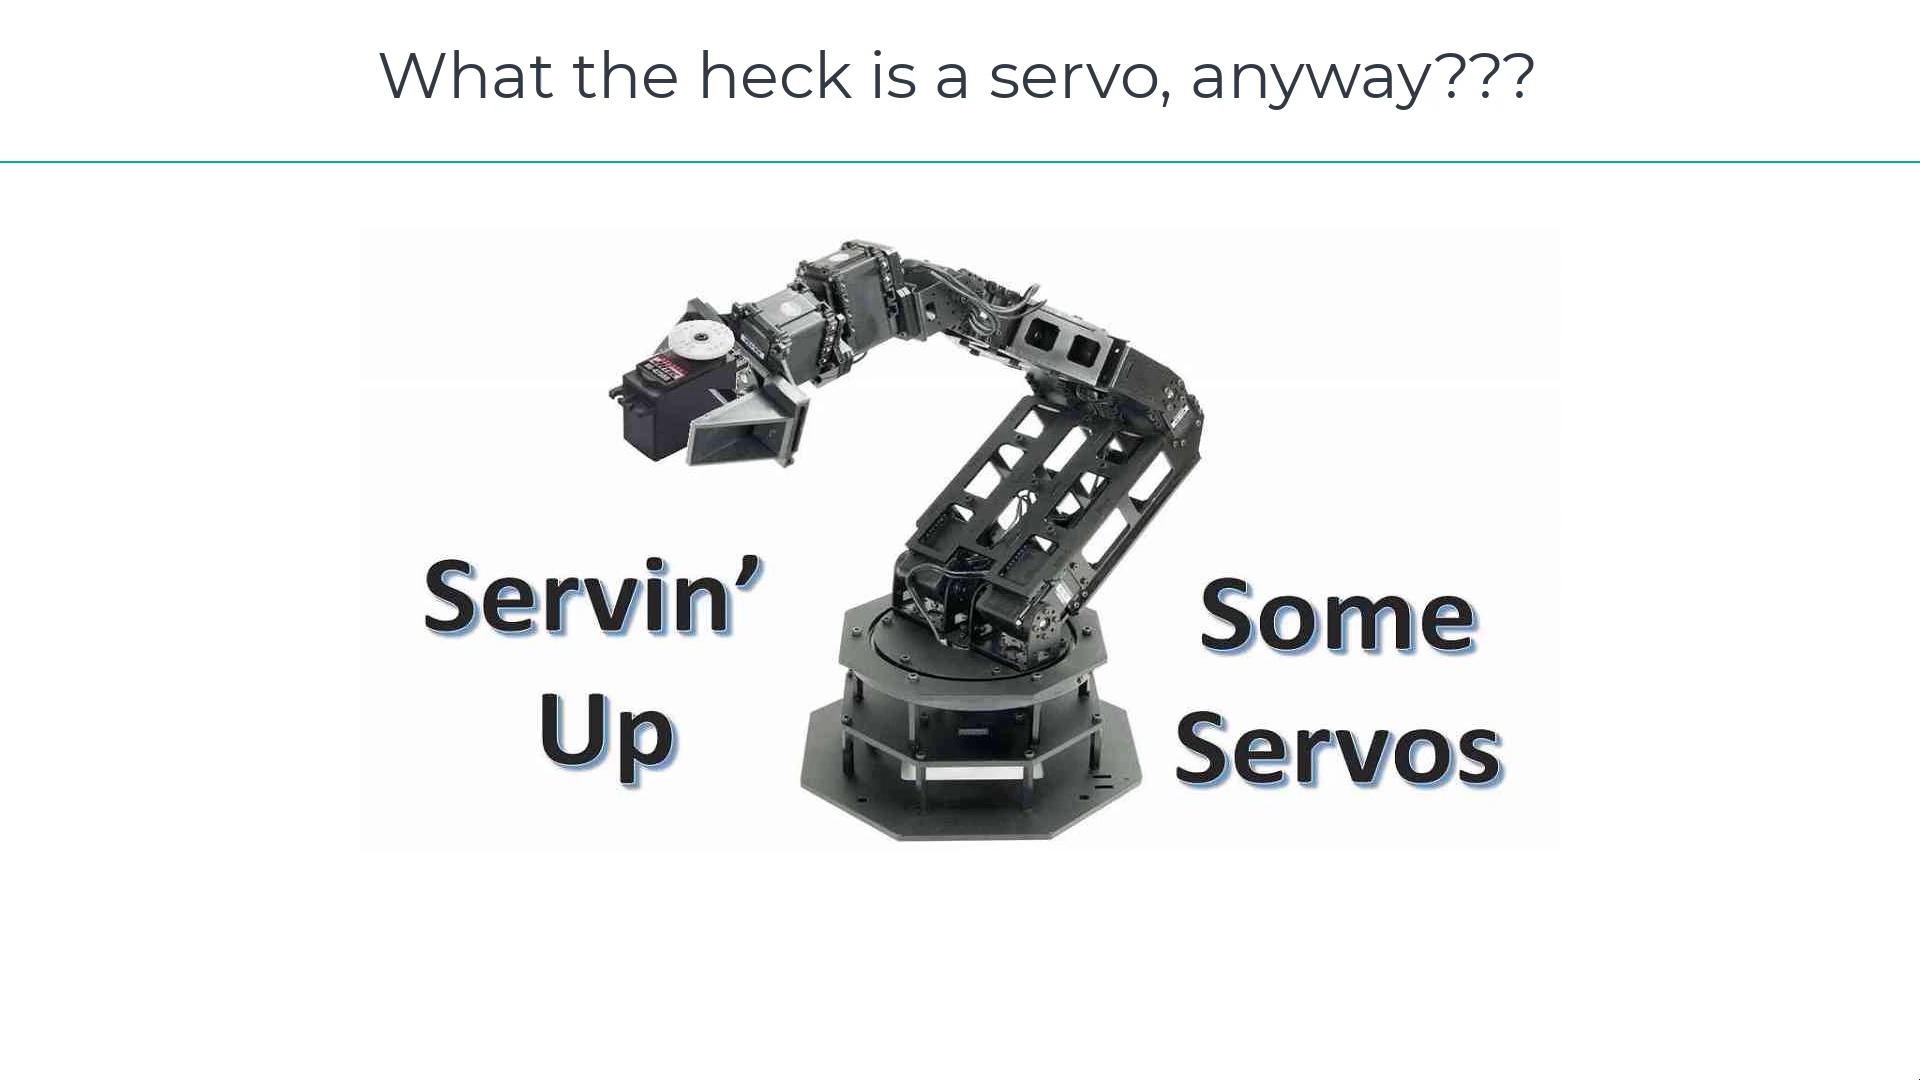 What the heck is a servo, anyway???
Servin’
Up
Some
Servos